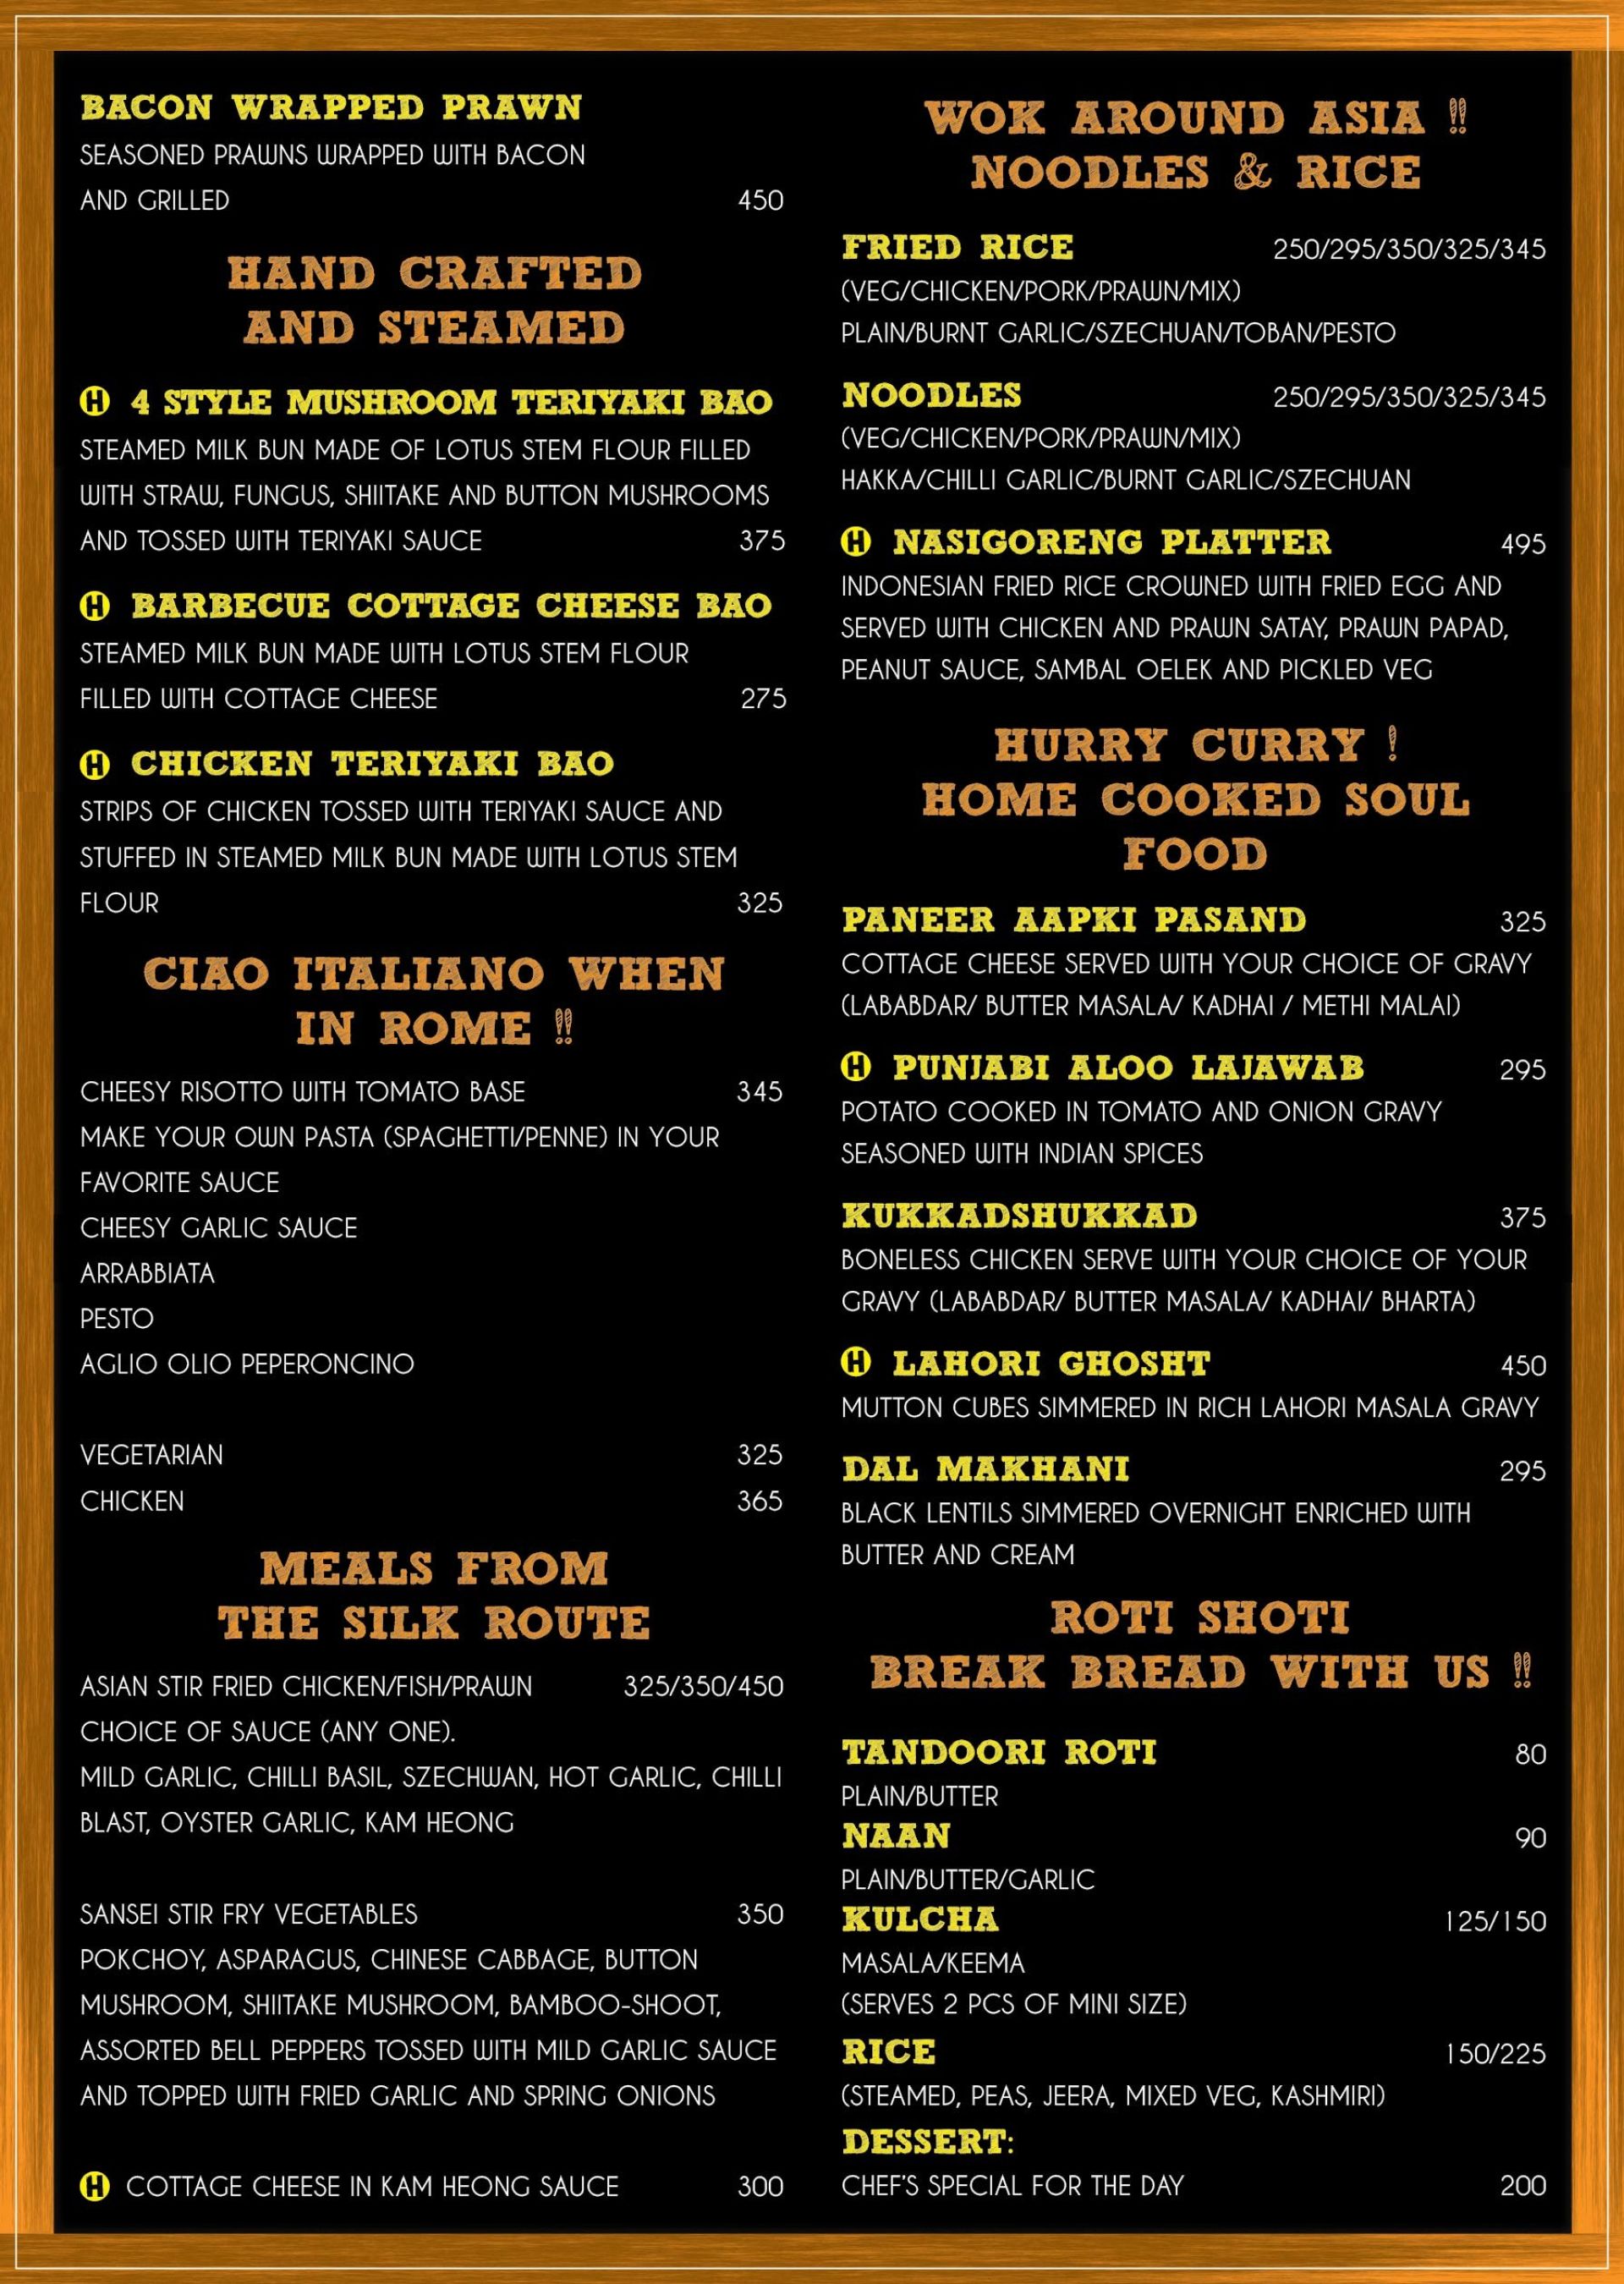 BACON WRAPPED PRAWN
SEASONED PRAWNS WRAPPED WITH BACON
AND GRILLED 450
HAND CRAFTED
AND STEAMED
H 4 STYLE MUSHROOM TERIYAKI BAO
STEAMED MILK BUN MADE OF LOTUS STEM FLOUR FILLED
WITH STRAW, FUNGUS, SHIITAKE AND BUTTON MUSHROOMS
AND TOSSED WITH TERIYAKI SAUCE 375
H BARBECUE COTTAGE CHEESE BAO
STEAMED MILK BUN MADE WITH LOTUS STEM FLOUR
FILLED WITH COTTAGE CHEESE 275
H CHICKEN TERIYAKI BAO
STRIPS OF CHICKEN TOSSED WITH TERIYAKI SAUCE AND
STUFFED IN STEAMED MILK BUN MADE WITH LOTUS STEM
FLOUR 325
CIAO ITALIANO WHEN
IN ROME !!
CHEESY RISOTTO WITH TOMATO BASE 345
MAKE YOUR OWN PASTA (SPAGHETTI/PENNE) IN YOUR
FAVORITE SAUCE
CHEESY GARLIC SAUCE
ARRABBIATA
PESTO
AGLIO OLIO PEPERONCINO
VEGETARIAN 325
CHICKEN 365
MEALS FROM
THE SILK ROUTE
ASIAN STIR FRIED CHICKEN/FISH/PRAWN 325/350/450
CHOICE OF SAUCE (ANY ONE).
MILD GARLIC, CHILLI BASIL, SZECHWAN, HOT GARLIC, CHILLI
BLAST, OYSTER GARLIC, KAM HEONG
SANSEI STIR FRY VEGETABLES 350
POKCHOY, ASPARAGUS, CHINESE CABBAGE, BUTTON
MUSHROOM, SHIITAKE MUSHROOM, BAMBOO-SHOOT,
ASSORTED BELL PEPPERS TOSSED WITH MILD GARLIC SAUCE
AND TOPPED WITH FRIED GARLIC AND SPRING ONIONS
H COTTAGE CHEESE IN KAM HEONG SAUCE 300
WOK AROUND ASIA !!
NOODLES & RICE
FRIED RICE 250/295/350/325/345
(VEG/CHICKEN/PORK/PRAWN/MIX)
PLAIN/BURNT GARLIC/SZECHUAN/TOBAN/PESTO
NOODLES 250/295/350/325/345
(VEG/CHICKEN/PORK/PRAWN/MIX)
HAKKA/CHILLI GARLIC/BURNT GARLIC/SZECHUAN
H NASIGORENG PLATTER 495
INDONESIAN FRIED RICE CROWNED WITH FRIED EGG AND
SERVED WITH CHICKEN AND PRAWN SATAY, PRAWN PAPAD,
PEANUT SAUCE, SAMBAL OELEK AND PICKLED VEG
HURRY CURRY !
HOME COOKED SOUL
FOOD
PANEER AAPKI PASAND 325
COTTAGE CHEESE SERVED WITH YOUR CHOICE OF GRAVY
(LABABDAR/ BUTTER MASALA/ KADHAI / METHI MALAI)
H PUNJABI ALOO LAJAWAB 295
POTATO COOKED IN TOMATO AND ONION GRAVY
SEASONED WITH INDIAN SPICES
KUKKADSHUKKAD 375
BONELESS CHICKEN SERVE WITH YOUR CHOICE OF YOUR
GRAVY (LABABDAR/ BUTTER MASALA/ KADHAI/ BHARTA)
H LAHORI GHOSHT 450
MUTTON CUBES SIMMERED IN RICH LAHORI MASALA GRAVY
DAL MAKHANI 295
BLACK LENTILS SIMMERED OVERNIGHT ENRICHED WITH
BUTTER AND CREAM
ROTI SHOTI
BREAK BREAD WITH US !!
TANDOORI ROTI 80
PLAIN/BUTTER
NAAN 90
PLAIN/BUTTER/GARLIC
KULCHA 125/150
MASALA/KEEMA
(SERVES 2 PCS OF MINI SIZE)
RICE 150/225
(STEAMED, PEAS, JEERA, MIXED VEG, KASHMIRI)
DESSERT:
CHEF'S SPECIAL FOR THE DAY 200